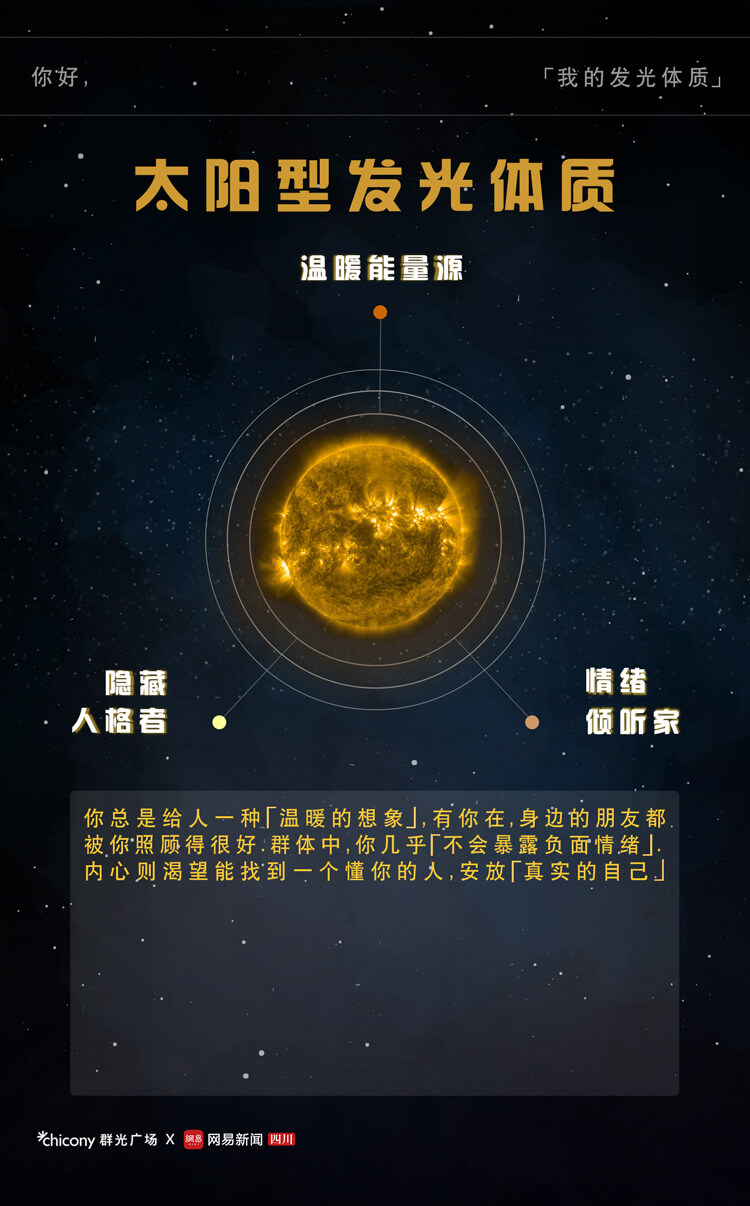 你好,
「我的发光体质」
太阳型发光体质
温暖能量源
隐藏
人格者
情绪
倾听家
你总是给人一种「温暖的想象」,有你在,身边的朋友都
被你照顾得很好.群体中,你几乎「不会暴露负面情绪」.
内心则渴望能找到一个懂你的人,安放「真实的自己」
chicony 群光广场 X 网易 网易新闻 四川